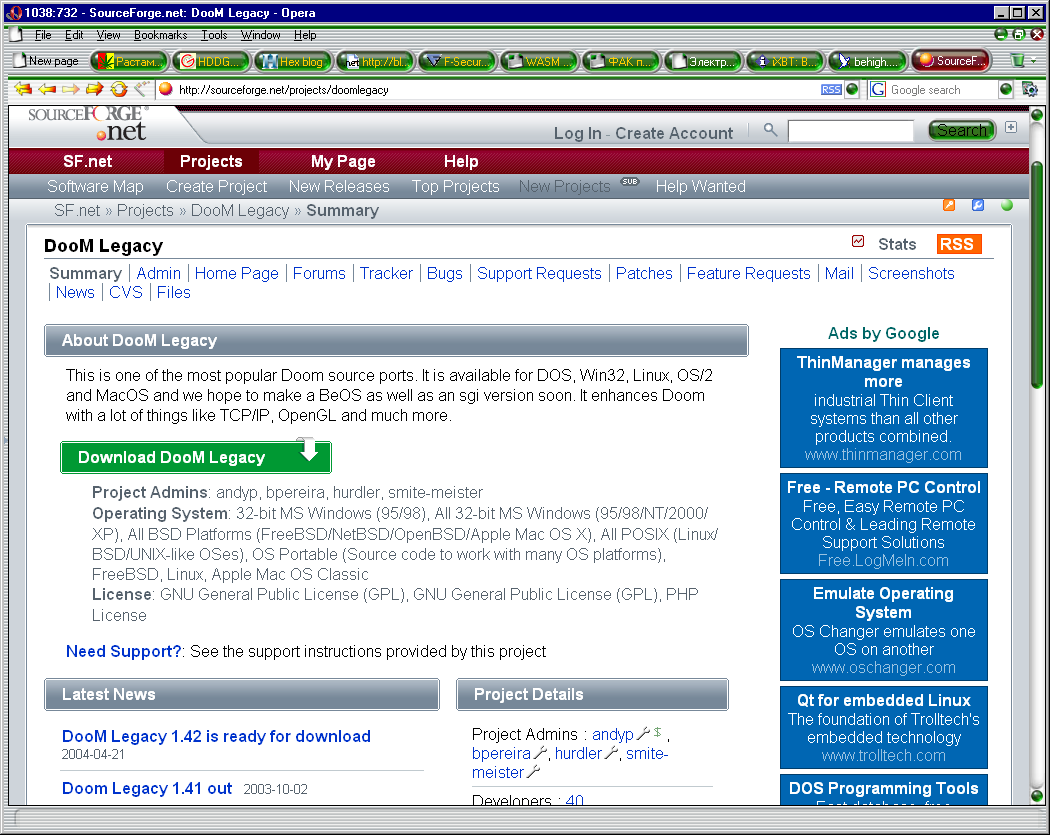 1038:732 - SourceForge.net: DooM Legacy - Opera
File Edit View Bookmarks Tools Window Help
New page Растам... HDDG... Hex blog http://bl... F-Secur... WASM ... ФАК п... Электр... iXBT: B... behigh.... SourceF...
http://sourceforge.net/projects/doomlegacy RSS Google search
SOURCEFORGE
.net
Log In - Create Account Search
SF.net Projects My Page Help
Software Map Create Project New Releases Top Projects New Projects SUB Help Wanted
SF.net » Projects » DooM Legacy » Summary
DooM Legacy Stats RSS
Summary | Admin | Home Page | Forums | Tracker | Bugs | Support Requests | Patches | Feature Requests | Mail | Screenshots
| News | CVS | Files
About DooM Legacy
This is one of the most popular Doom source ports. It is available for DOS, Win32, Linux, OS/2
and MacOS and we hope to make a BeOS as well as an sgi version soon. It enhances Doom
with a lot of things like TCP/IP, OpenGL and much more.
Download DooM Legacy
Project Admins: andyp, bpereira, hurdler, smite-meister
Operating System: 32-bit MS Windows (95/98), All 32-bit MS Windows (95/98/NT/2000/
XP), All BSD Platforms (FreeBSD/NetBSD/OpenBSD/Apple Mac OS X), All POSIX (Linux/
BSD/UNIX-like OSes), OS Portable (Source code to work with many OS platforms),
FreeBSD, Linux, Apple Mac OS Classic
License: GNU General Public License (GPL), GNU General Public License (GPL), PHP
License
Need Support?: See the support instructions provided by this project
Latest News
DooM Legacy 1.42 is ready for download
2004-04-21
Doom Legacy 1.41 out 2003-10-02
Project Details
Project Admins : andyp $ ,
bpereira , hurdler , smite-
meister
Developers : 40
Ads by Google
ThinManager manages
more
industrial Thin Client
systems than all other
products combined.
www.thinmanager.com
Free - Remote PC Control
Free, Easy Remote PC
Control & Leading Remote
Support Solutions
Free.LogMeIn.com
Emulate Operating
System
OS Changer emulates one
OS on another
www.oschanger.com
Qt for embedded Linux
The foundation of Trolltech's
embedded technology
www.trolltech.com
DOS Programming Tools